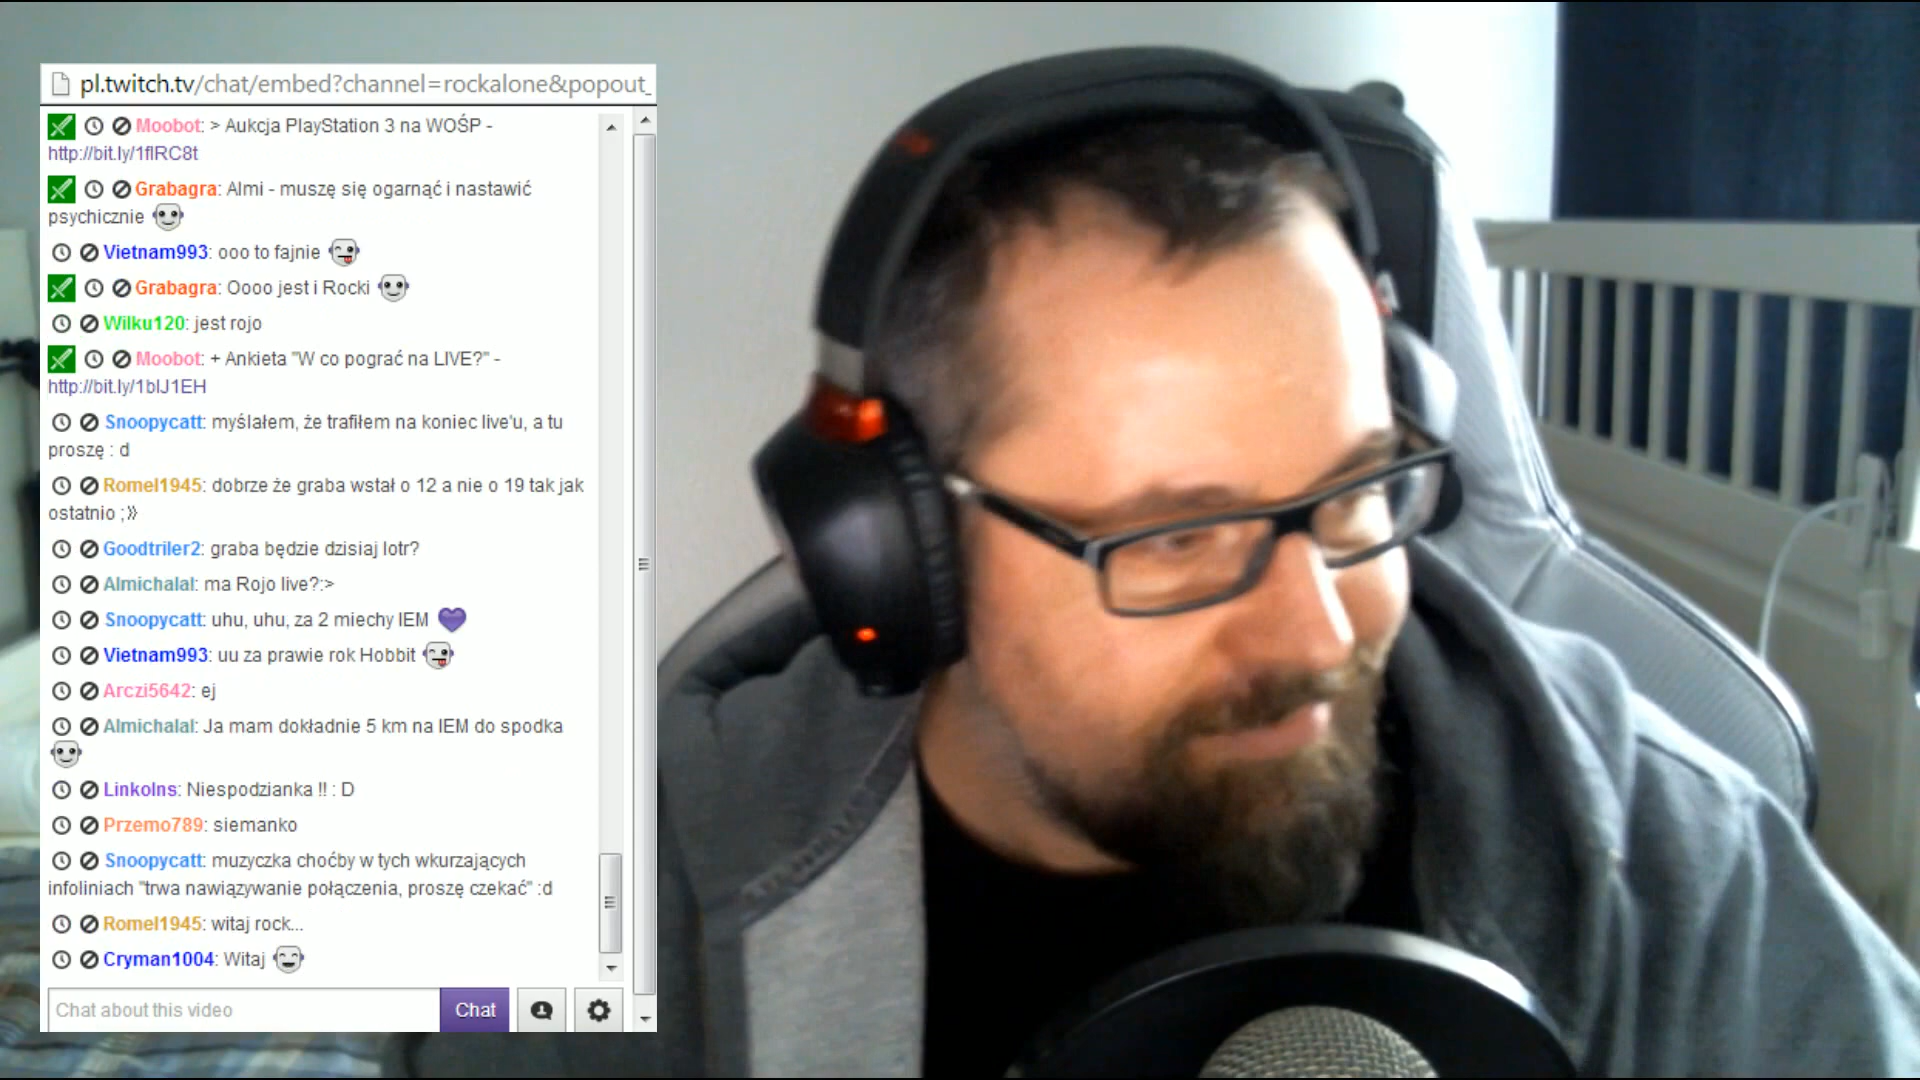 pl.twitch.tv/chat/embed?channel=rockalone&popout_
Moobot: > Aukcja PlayStation 3 na WOŚP -
http://bit.ly/1flRC8t
Grabagra: Almi - muszę się ogarnąć i nastawić
psychicznie
Vietnam993: ooo to fajnie
Grabagra: Oooo jest i Rocki
Wilku120: jest rojo
Moobot: + Ankieta "W co pograć na LIVE?" -
http://bit.ly/1blJ1EH
Snoopycatt: myślałem, że trafiłem na koniec live'u, a tu
proszę : d
Romel1945: dobrze że graba wstał o 12 a nie o 19 tak jak
ostatnio ;))
Goodtriler2: graba będzie dzisiaj lotr?
Almichalal: ma Rojo live?:>
Snoopycatt: uhu, uhu, za 2 miechy IEM
Vietnam993: uu za prawie rok Hobbit
Arczi5642: ej
Almichalal: Ja mam dokładnie 5 km na IEM do spodka
Linkolns: Niespodzianka !! : D
Przemo789: siemanko
Snoopycatt: muzyczka choćby w tych wkurzających
infoliniach "trwa nawiązywanie połączenia, proszę czekać" :d
Romel1945: witaj rock...
Cryman1004: Witaj
Chat about this video
Chat